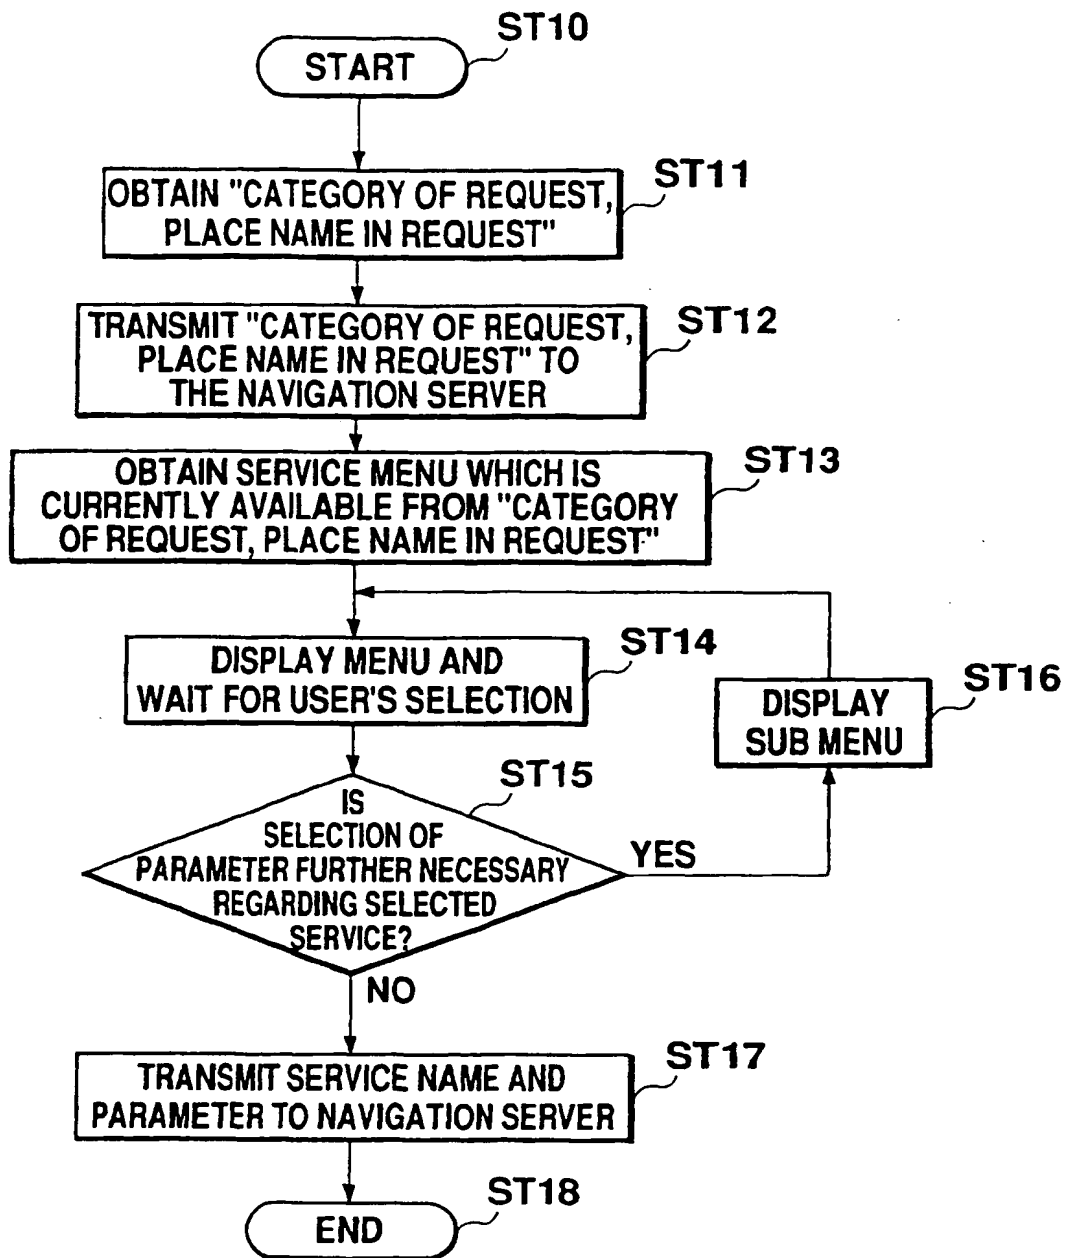 ST10
START
ST11
OBTAIN "CATEGORY OF REQUEST,
PLACE NAME IN REQUEST"
ST12
TRANSMIT "CATEGORY OF REQUEST,
PLACE NAME IN REQUEST" TO
THE NAVIGATION SERVER
ST13
OBTAIN SERVICE MENU WHICH IS
CURRENTLY AVAILABLE FROM "CATEGORY
OF REQUEST, PLACE NAME IN REQUEST"
ST14
DISPLAY MENU AND
WAIT FOR USER'S SELECTION
ST16
DISPLAY
SUB MENU
ST15
IS
SELECTION OF
PARAMETER FURTHER NECESSARY
REGARDING SELECTED
SERVICE?
YES
NO
ST17
TRANSMIT SERVICE NAME AND
PARAMETER TO NAVIGATION SERVER
ST18
END